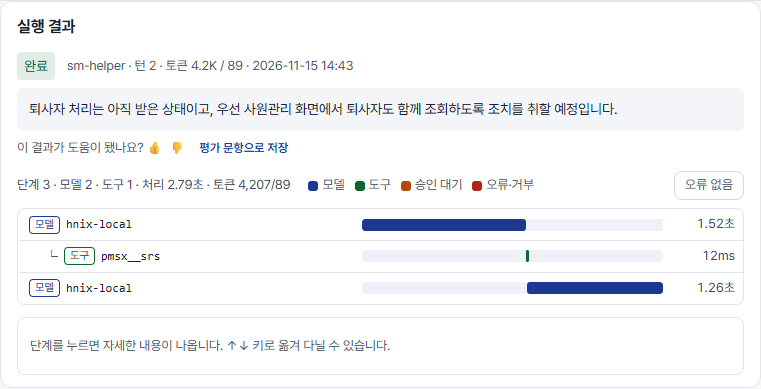 실행 결과
완료 sm-helper · 턴 2 · 토큰 4.2K / 89 · 2026-11-15 14:43
퇴사자 처리는 아직 받은 상태이고, 우선 사원관리 화면에서 퇴사자도 함께 조회하도록 조치를 취할 예정입니다.
이 결과가 도움이 됐나요? 👍 👎 평가 문항으로 저장
단계 3 · 모델 2 · 도구 1 · 처리 2.79초 · 토큰 4,207/89 모델 도구 승인 대기 오류·거부 오류 없음
모델 hnix-local 1.52초
└ 도구 pmsx__srs 12ms
모델 hnix-local 1.26초
단계를 누르면 자세한 내용이 나옵니다. ↑↓ 키로 옮겨 다닐 수 있습니다.